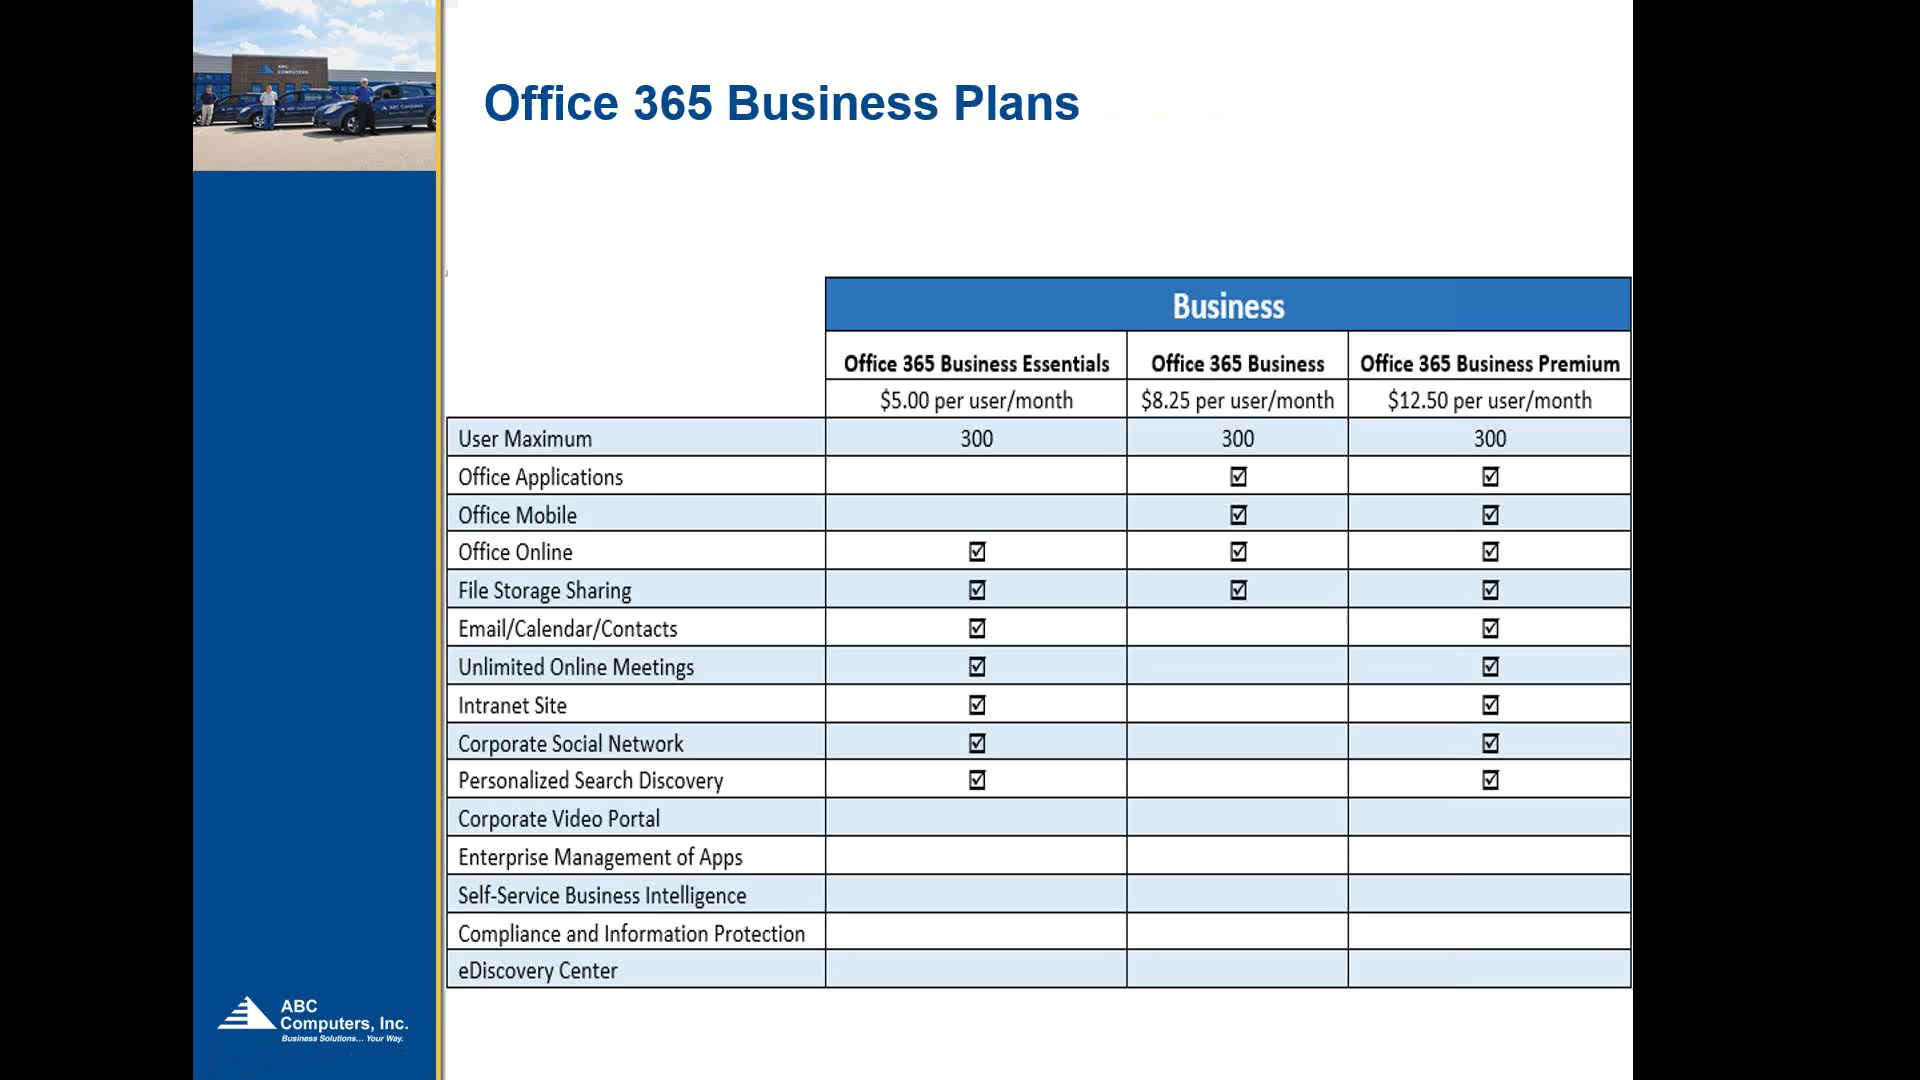 ABC
COMPUTERS
ABC Computers
Office 365 Business Plans
Business
Office 365 Business Essentials Office 365 Business Office 365 Business Premium
$5.00 per user/month $8.25 per user/month $12.50 per user/month
User Maximum 300 300 300
Office Applications ☑ ☑
Office Mobile ☑ ☑
Office Online ☑ ☑ ☑
File Storage Sharing ☑ ☑ ☑
Email/Calendar/Contacts ☑ ☑
Unlimited Online Meetings ☑ ☑
Intranet Site ☑ ☑
Corporate Social Network ☑ ☑
Personalized Search Discovery ☑ ☑
Corporate Video Portal
Enterprise Management of Apps
Self-Service Business Intelligence
Compliance and Information Protection
eDiscovery Center
ABC
Computers, Inc.
Business Solutions... Your Way.